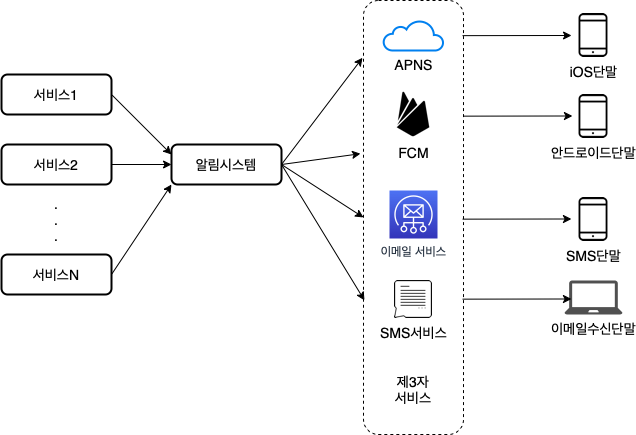 서비스1
서비스2
.
.
.
서비스N
알림시스템
APNS
FCM
이메일 서비스
SMS서비스
제3자
서비스
iOS단말
안드로이드단말
SMS단말
이메일수신단말